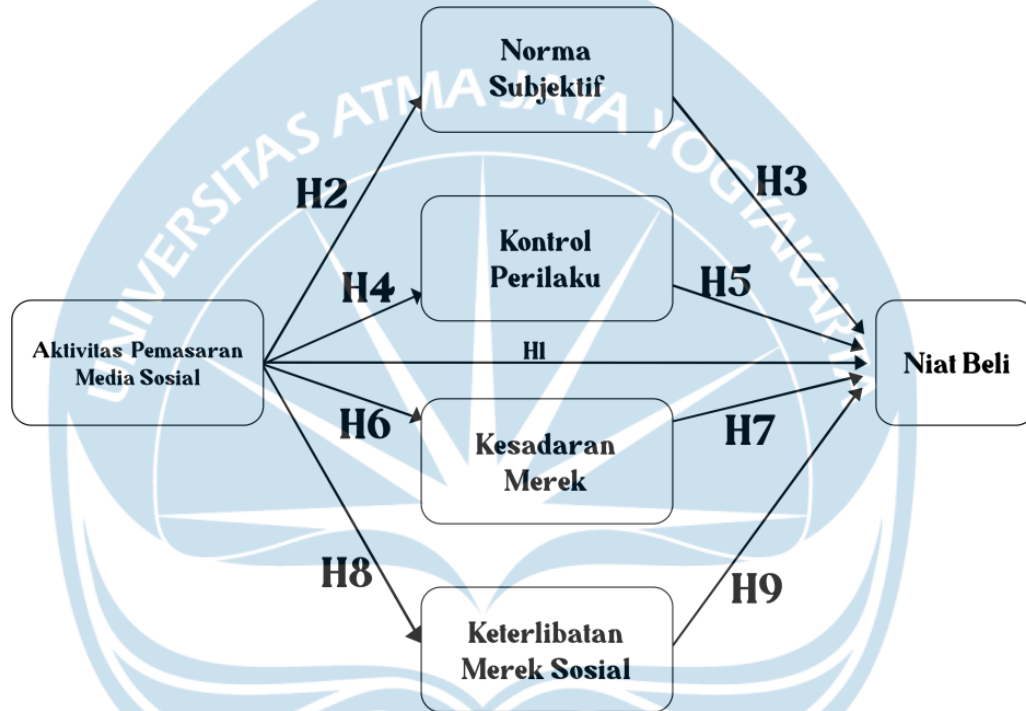 Norma
Subjektif
UNIVERSITAS ATMA JAYA YOGYAKARTA
H2
H3
Kontrol
Perilaku
H4
H5
Aktivitas Pemasaran
Media Sosial
H1
Niat Beli
H6
H7
Kesadaran
Merek
H8
H9
Keterlibatan
Merek Sosial